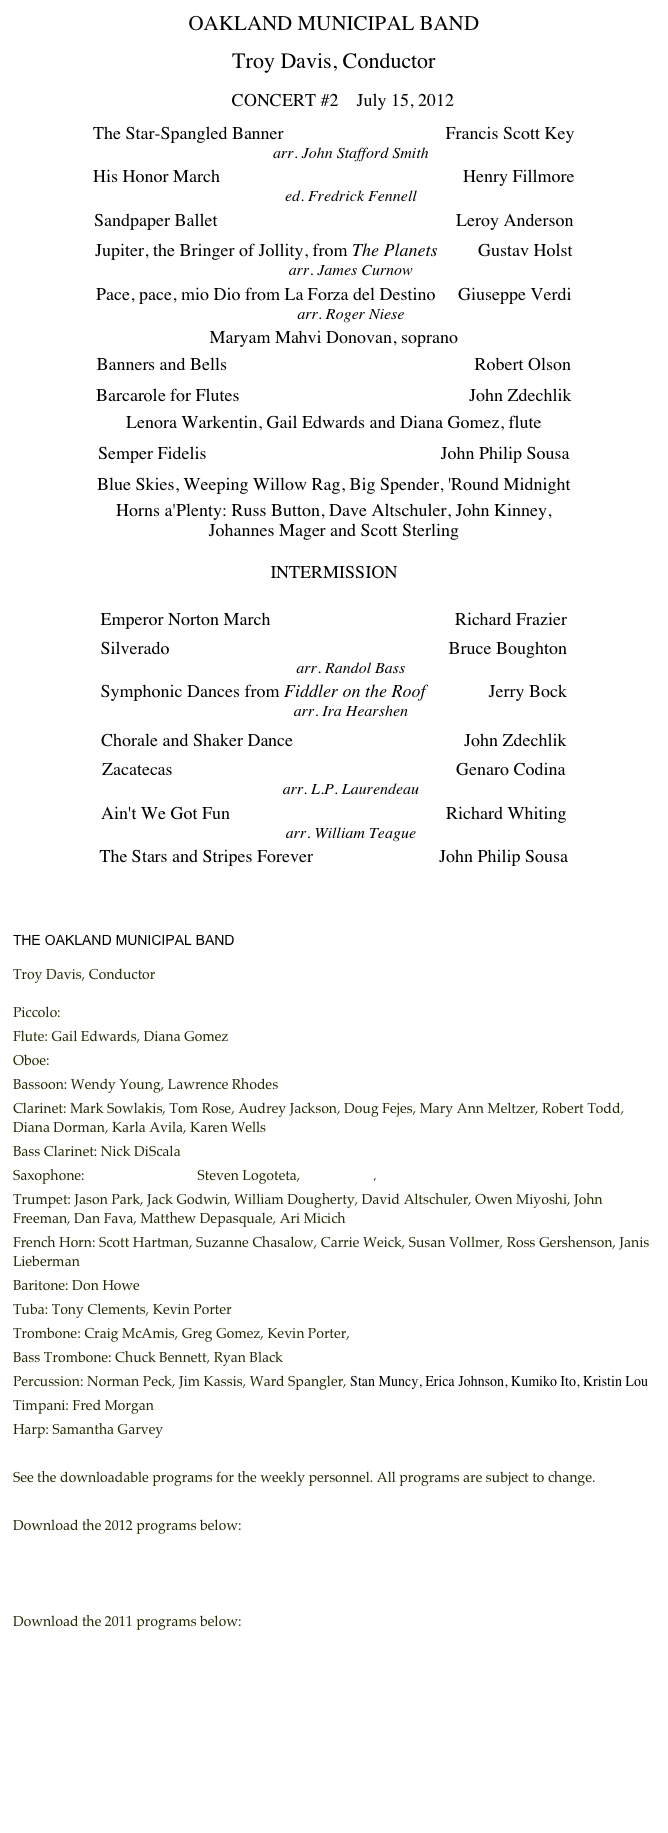 OAKLAND MUNICIPAL BAND
Troy Davis, Conductor
CONCERT #2 July 15, 2012
The Star-Spangled Banner Francis Scott Key
arr. John Stafford Smith
His Honor March Henry Fillmore
ed. Fredrick Fennell
Sandpaper Ballet Leroy Anderson
Jupiter, the Bringer of Jollity, from The Planets Gustav Holst
arr. James Curnow
Pace, pace, mio Dio from La Forza del Destino Giuseppe Verdi
arr. Roger Niese
Maryam Mahvi Donovan, soprano
Banners and Bells Robert Olson
Barcarole for Flutes John Zdechlik
Lenora Warkentin, Gail Edwards and Diana Gomez, flute
Semper Fidelis John Philip Sousa
Blue Skies, Weeping Willow Rag, Big Spender, 'Round Midnight
Horns a'Plenty: Russ Button, Dave Altschuler, John Kinney,
Johannes Mager and Scott Sterling
INTERMISSION
Emperor Norton March Richard Frazier
Silverado Bruce Boughton
arr. Randol Bass
Symphonic Dances from Fiddler on the Roof Jerry Bock
arr. Ira Hearshen
Chorale and Shaker Dance John Zdechlik
Zacatecas Genaro Codina
arr. L.P. Laurendeau
Ain't We Got Fun Richard Whiting
arr. William Teague
The Stars and Stripes Forever John Philip Sousa
THE OAKLAND MUNICIPAL BAND
Troy Davis, Conductor
Piccolo:
Flute: Gail Edwards, Diana Gomez
Oboe:
Bassoon: Wendy Young, Lawrence Rhodes
Clarinet: Mark Sowlakis, Tom Rose, Audrey Jackson, Doug Fejes, Mary Ann Meltzer, Robert Todd,
Diana Dorman, Karla Avila, Karen Wells
Bass Clarinet: Nick DiScala
Saxophone: Steven Logoteta, ,
Trumpet: Jason Park, Jack Godwin, William Dougherty, David Altschuler, Owen Miyoshi, John
Freeman, Dan Fava, Matthew Depasquale, Ari Micich
French Horn: Scott Hartman, Suzanne Chasalow, Carrie Weick, Susan Vollmer, Ross Gershenson, Janis
Lieberman
Baritone: Don Howe
Tuba: Tony Clements, Kevin Porter
Trombone: Craig McAmis, Greg Gomez, Kevin Porter,
Bass Trombone: Chuck Bennett, Ryan Black
Percussion: Norman Peck, Jim Kassis, Ward Spangler, Stan Muncy, Erica Johnson, Kumiko Ito, Kristin Lou
Timpani: Fred Morgan
Harp: Samantha Garvey
See the downloadable programs for the weekly personnel. All programs are subject to change.
Download the 2012 programs below:
Download the 2011 programs below: